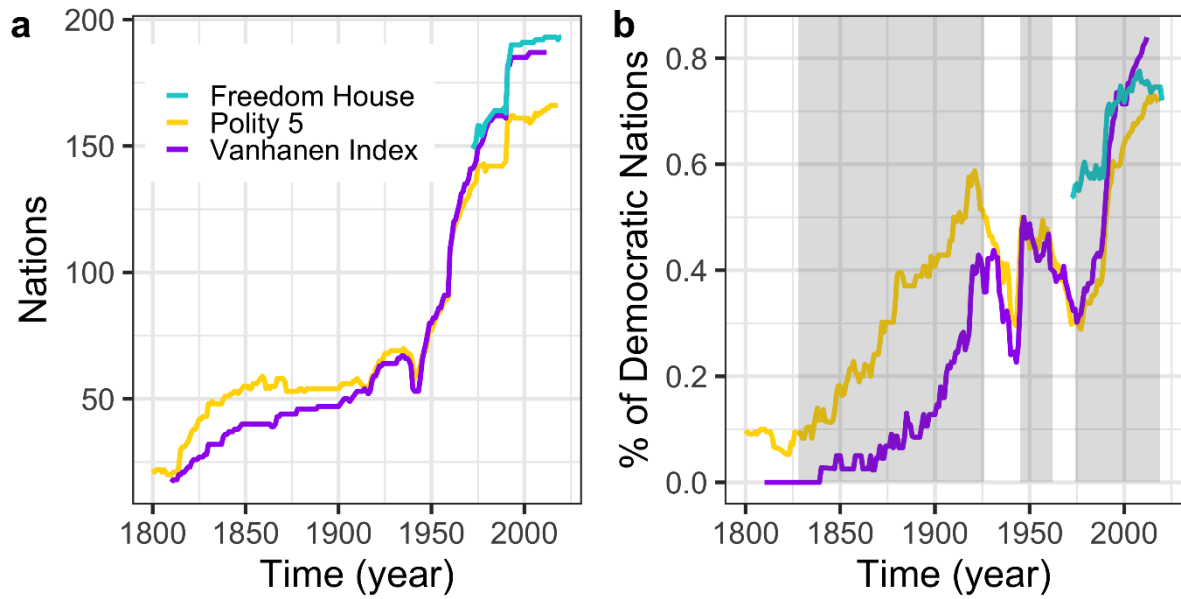 a
200
150
100
50
Nations
Freedom House
Polity 5
Vanhanen Index
1800 1850 1900 1950 2000
Time (year)
b
0.8
0.6
0.4
0.2
0.0
% of Democratic Nations
1800 1850 1900 1950 2000
Time (year)